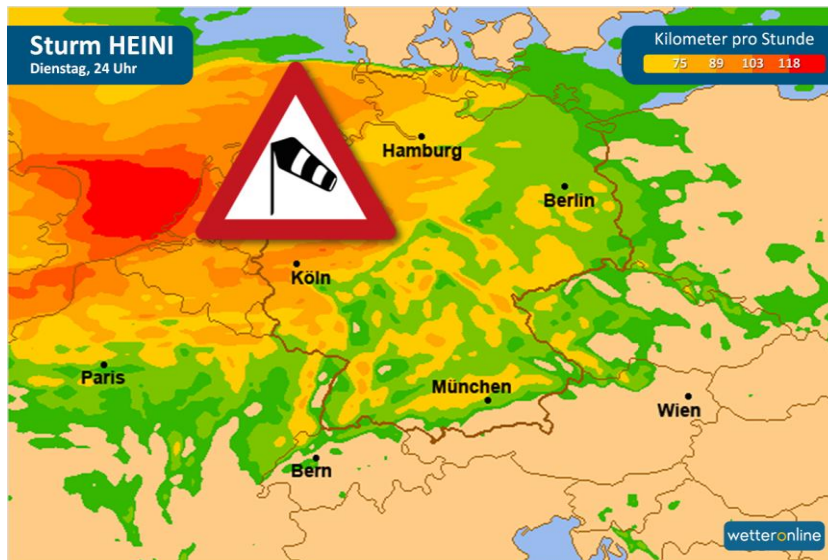 Sturm HEINI
Dienstag, 24 Uhr
Kilometer pro Stunde
75 89 103 118
Hamburg
Berlin
Köln
Paris
München
Wien
Bern
wetteronline